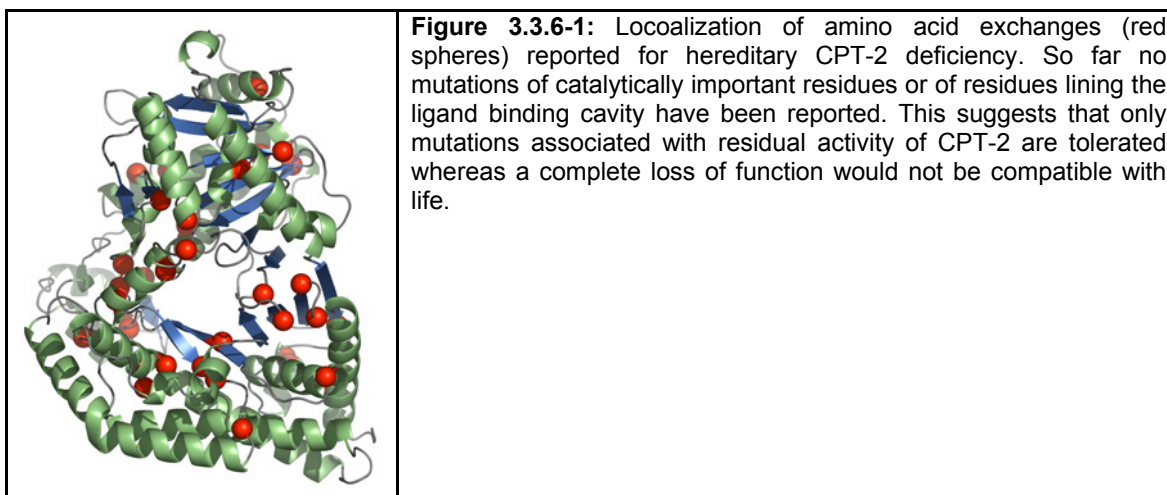 Figure 3.3.6-1: Locoalization of amino acid exchanges (red
spheres) reported for hereditary CPT-2 deficiency. So far no
mutations of catalytically important residues or of residues lining the
ligand binding cavity have been reported. This suggests that only
mutations associated with residual activity of CPT-2 are tolerated
whereas a complete loss of function would not be compatible with
life.